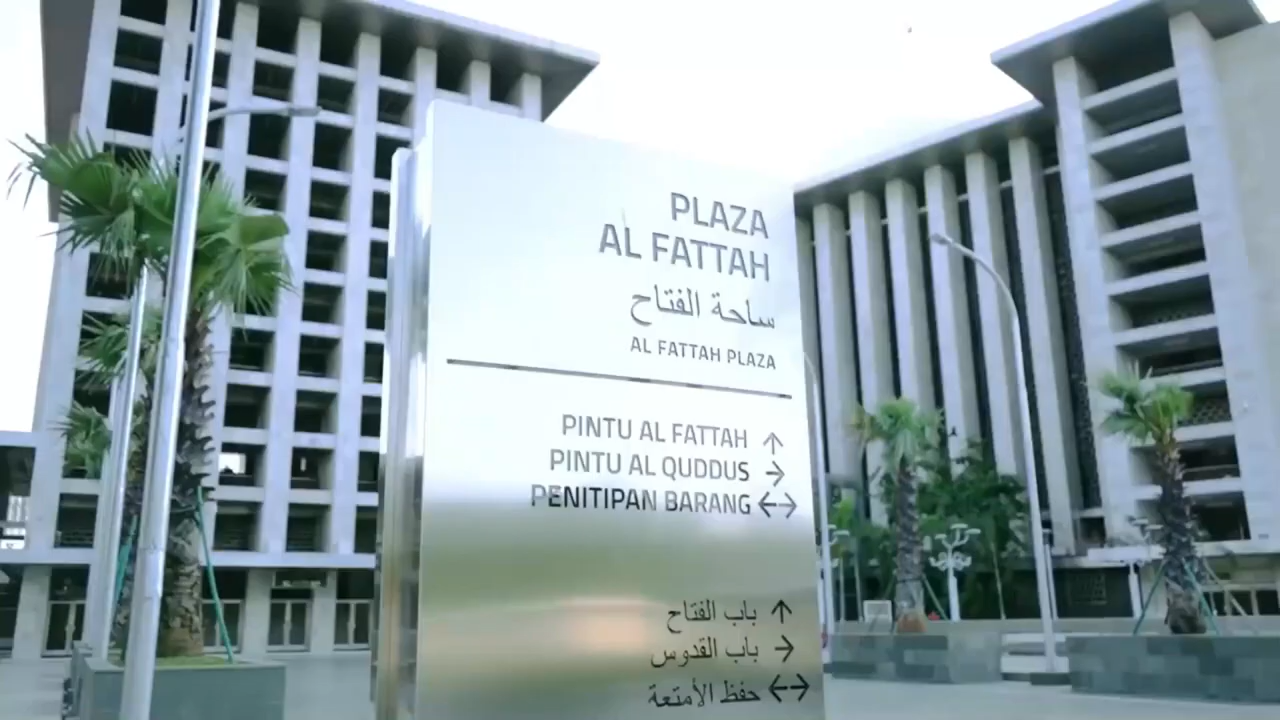 PLAZA
AL FATTAH
ساحة الفتاح
AL FATTAH PLAZA
PINTU AL FATTAH ↑
PINTU AL QUDDUS →
PENITIPAN BARANG ↔
باب الفتاح ↑
باب القدوس →
حفظ الأمتعة ↔